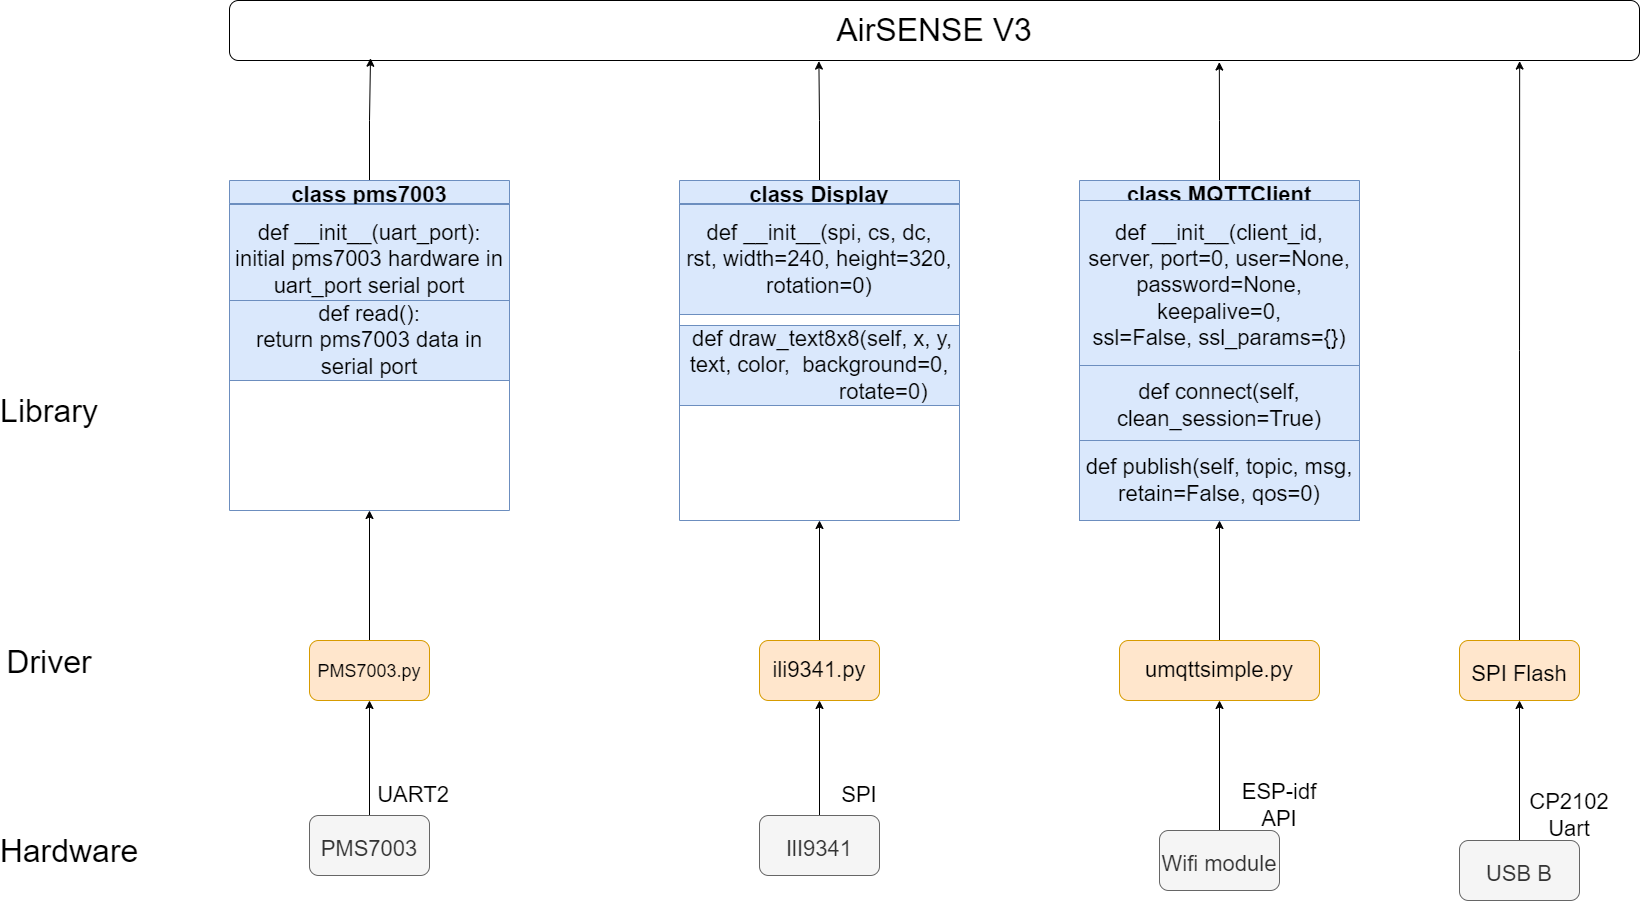 AirSENSE V3
class pms7003
def __init__(uart_port):
initial pms7003 hardware in
uart_port serial port
def read():
return pms7003 data in
serial port
class Display
def __init__(spi, cs, dc,
rst, width=240, height=320,
rotation=0)
def draw_text8x8(self, x, y,
text, color, background=0,
rotate=0)
class MQTTClient
def __init__(client_id,
server, port=0, user=None,
password=None,
keepalive=0,
ssl=False, ssl_params={})
def connect(self,
clean_session=True)
def publish(self, topic, msg,
retain=False, qos=0)
Library
Driver
PMS7003.py
ili9341.py
umqttsimple.py
SPI Flash
UART2
SPI
ESP-idf
API
CP2102
Uart
Hardware
PMS7003
III9341
Wifi module
USB B